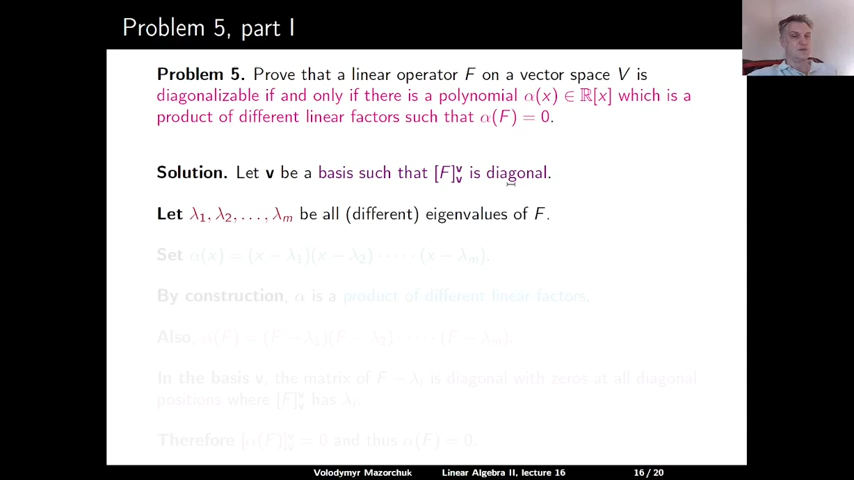 Problem 5, part I
Problem 5. Prove that a linear operator F on a vector space V is
diagonalizable if and only if there is a polynomial α(x) ∈ ℝ[x] which is a
product of different linear factors such that α(F) = 0.
Solution. Let v be a basis such that [F]ᵥᵛ is diagonal.
Let λ₁, λ₂, . . . , λₘ be all (different) eigenvalues of F.
Set α(x) = (x − λ₁)(x − λ₂) · · · · · (x − λₘ).
By construction, α is a product of different linear factors.
Also, α(F) = (F − λ₁)(F − λ₂) · · · · · (F − λₘ).
In the basis v, the matrix of F − λᵢ is diagonal with zeros at all diagonal
positions where [F]ᵥᵛ has λᵢ.
Therefore [α(F)]ᵥᵛ = 0 and thus α(F) = 0.
Volodymyr Mazorchuk Linear Algebra II, lecture 16 16 / 20